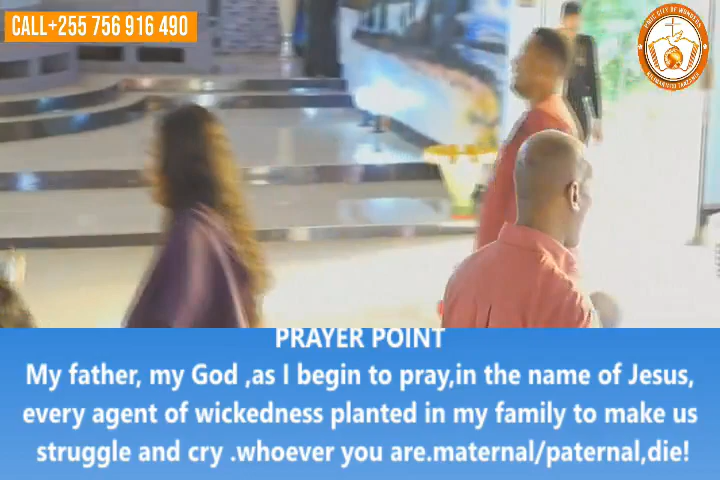 CALL+255 756 916 490
PRAYER POINT
My father, my God ,as I begin to pray,in the name of Jesus,
every agent of wickedness planted in my family to make us
struggle and cry .whoever you are.maternal/paternal,die!